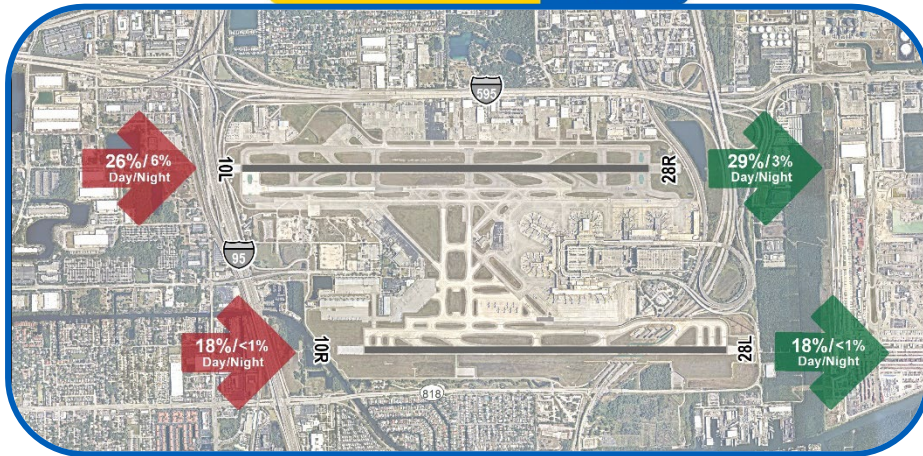 595
26%/6%
Day/Night
10L
28R
29%/3%
Day/Night
95
18%/<1%
Day/Night
10R
28L
18%/<1%
Day/Night
818